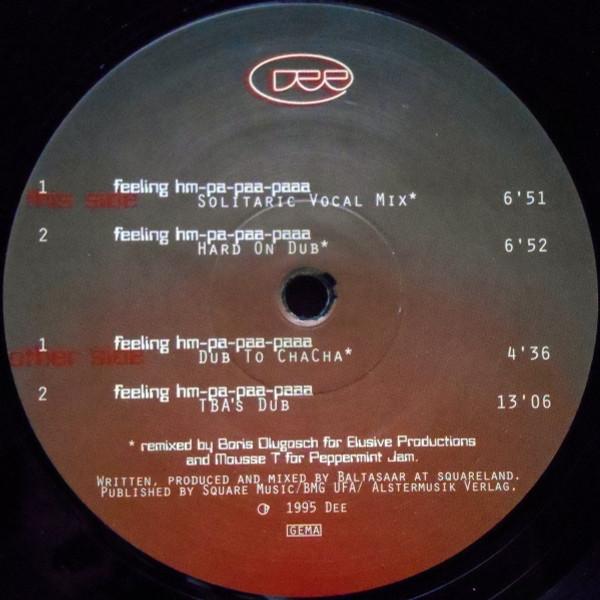 Dee
1 feeling hm-pa-paa-paaa
this side
Solitaric Vocal Mix* 6'51
2 feeling hm-pa-paa-paaa
Hard On Dub* 6'52
1 feeling hm-pa-paa-paaa
other side
Dub To ChaCha* 4'36
2 feeling hm-pa-paa-paaa
TBA's Dub 13'06
* remixed by Boris Dlugosch for Elusive Productions
and Mousse T for Peppermint Jam.
Written, produced and mixed by Baltasaar at squareland.
Published by Square Music/BMG UFA/ Alstermusik Verlag.
℗ 1995 Dee
GEMA